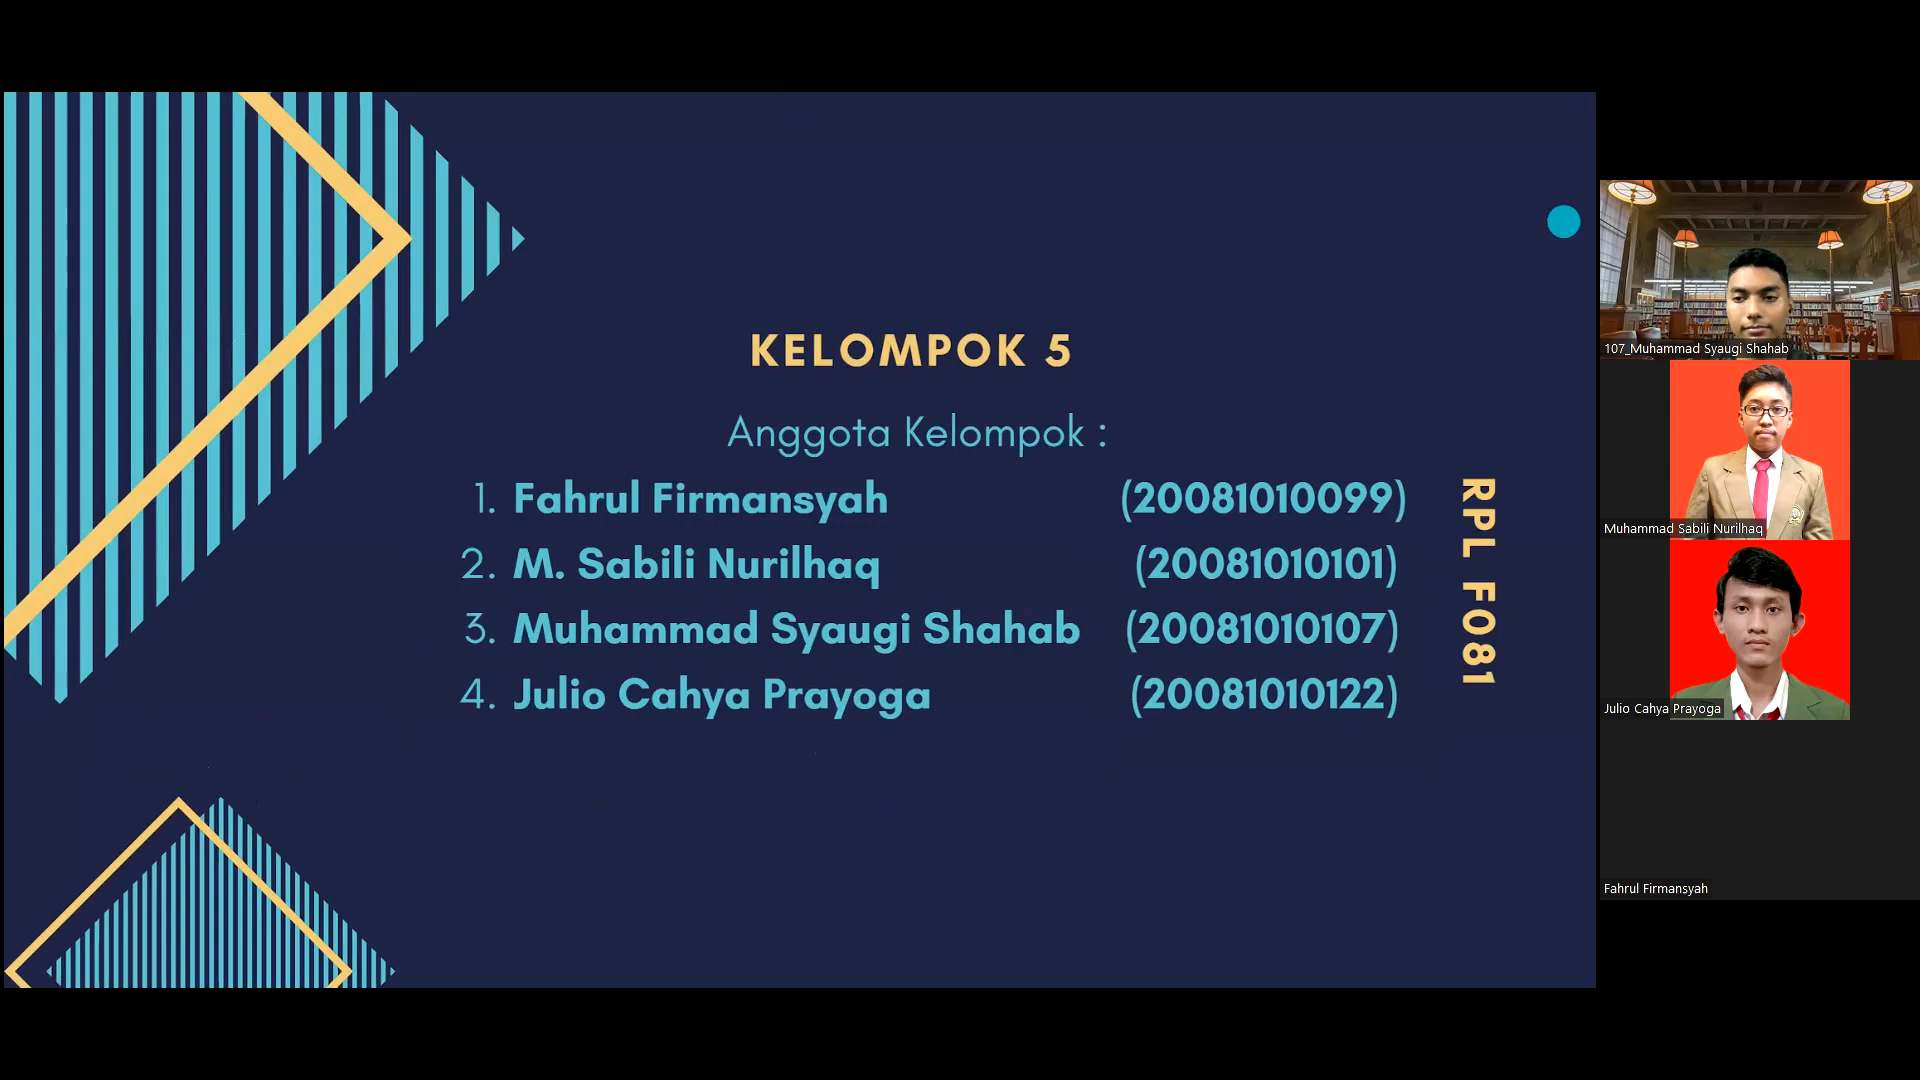 KELOMPOK 5
Anggota Kelompok :
1. Fahrul Firmansyah (20081010099)
2. M. Sabili Nurilhaq (20081010101)
3. Muhammad Syaugi Shahab (20081010107)
4. Julio Cahya Prayoga (20081010122)
RPL F081
107_Muhammad Syaugi Shahab
Muhammad Sabili Nurilhaq
Julio Cahya Prayoga
Fahrul Firmansyah